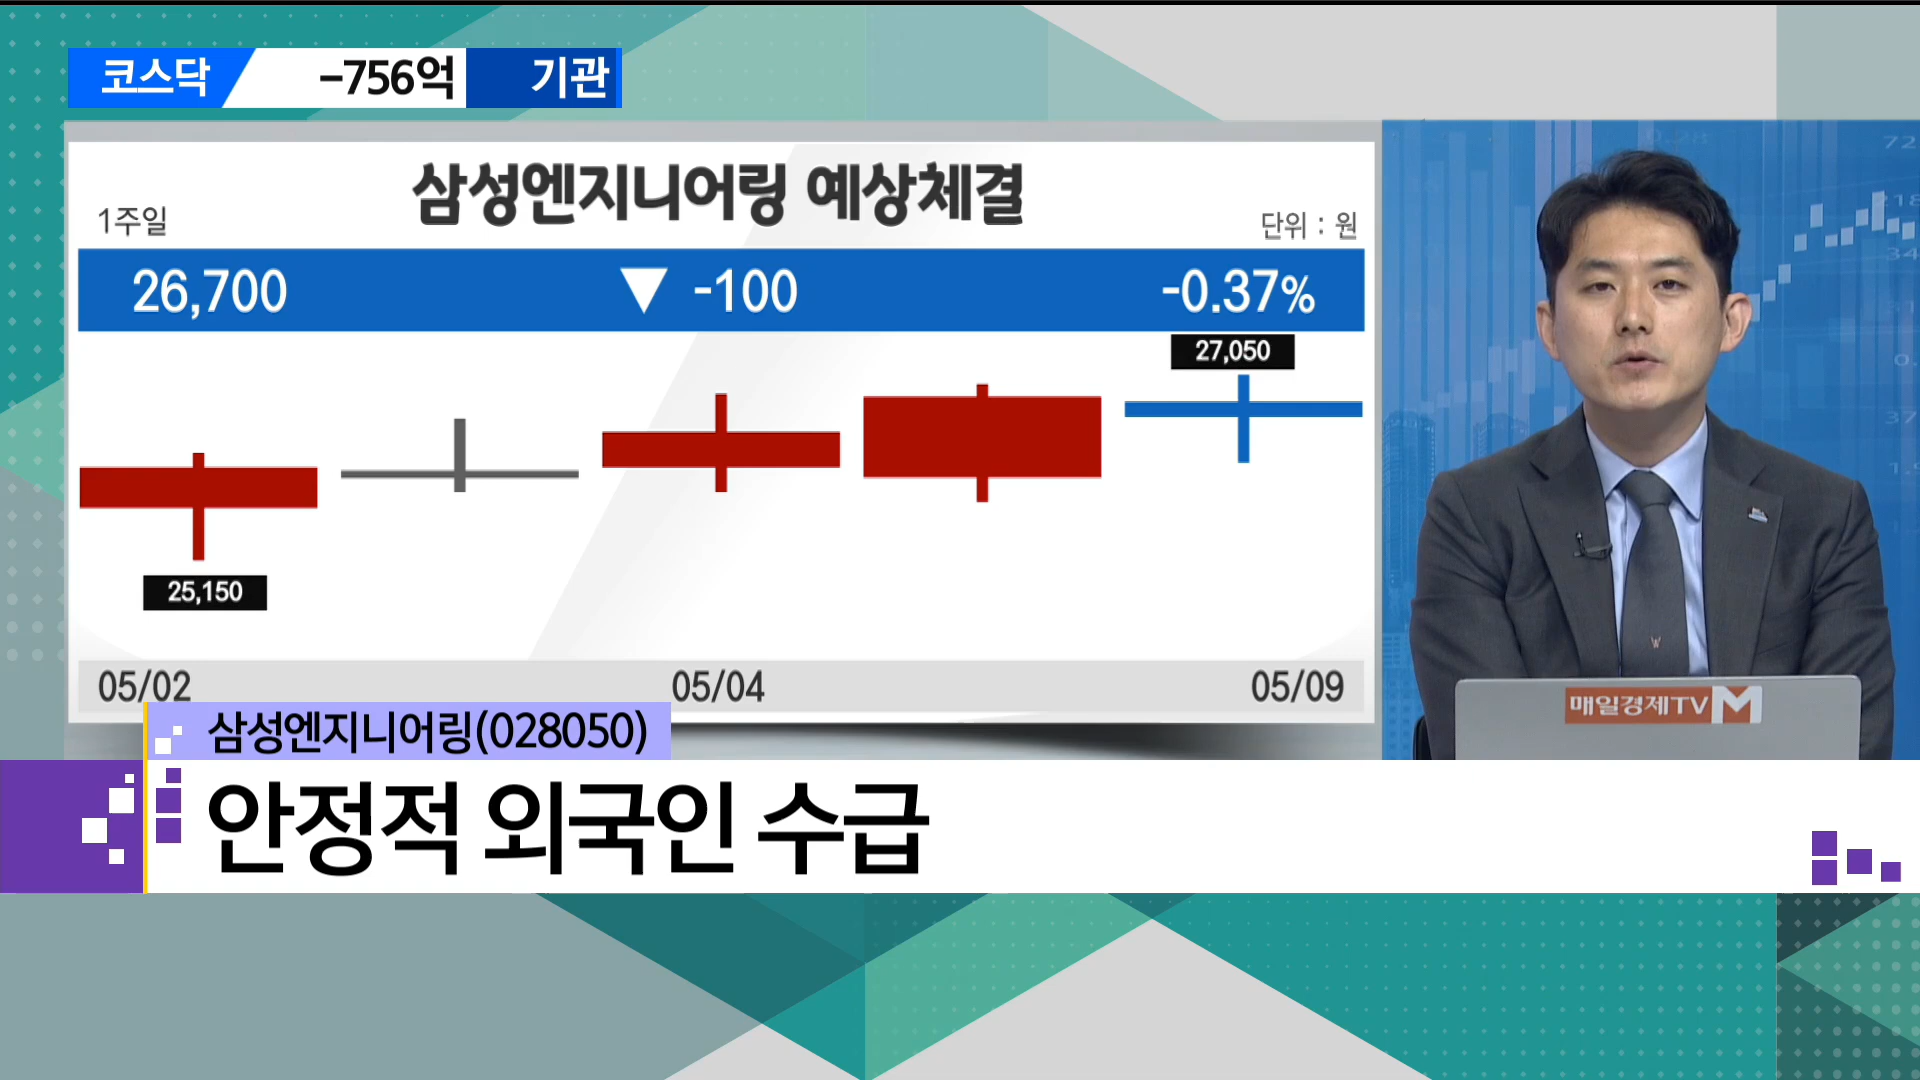 코스닥 -756억 기관
삼성엔지니어링 예상체결
1주일
단위 : 원
26,700 ▼ -100 -0.37%
27,050
25,150
05/02 05/04 05/09
매일경제TV M
삼성엔지니어링(028050)
안정적 외국인 수급